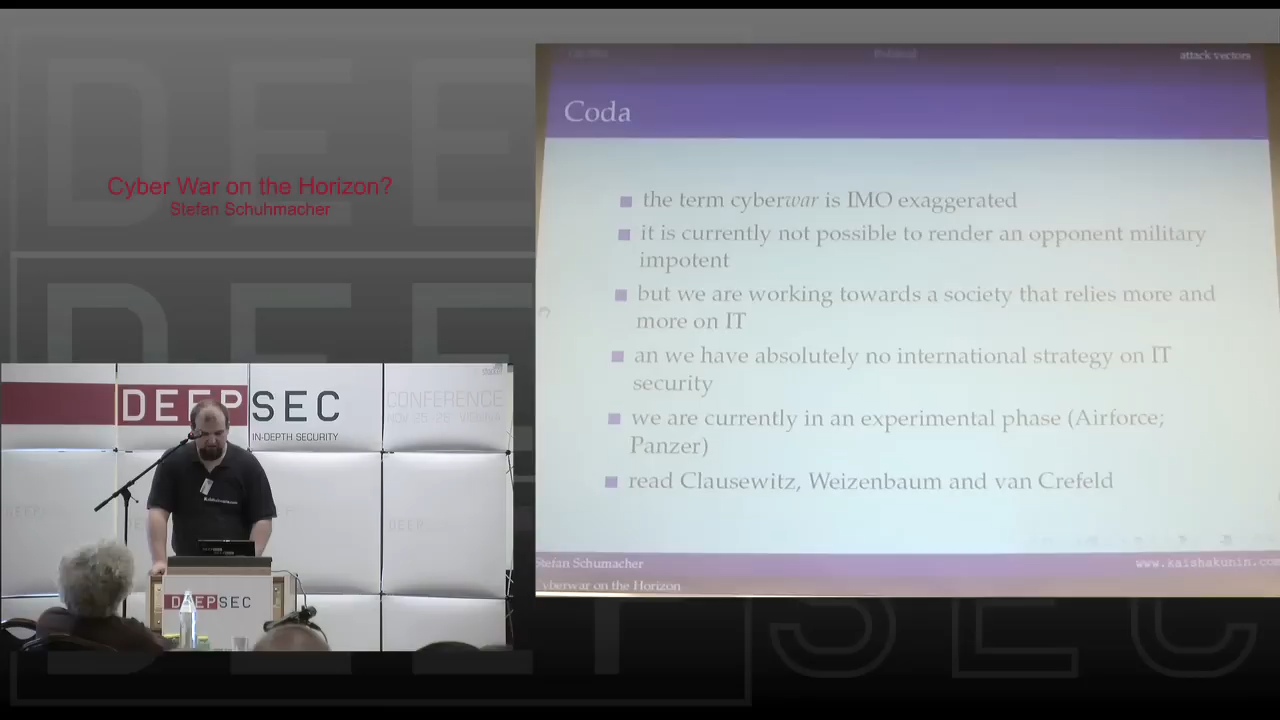 Cyber War on the Horizon?
Stefan Schuhmacher
attack vectors
Coda
the term cyberwar is IMO exaggerated
it is currently not possible to render an opponent military
impotent
but we are working towards a society that relies more and
more on IT
an we have absolutely no international strategy on IT
security
we are currently in an experimental phase (Airforce;
Panzer)
read Clausewitz, Weizenbaum and van Crefeld
Stefan Schumacher
www.kaishakunin.com
Cyberwar on the Horizon
DEEPSEC
IN-DEPTH SECURITY
CONFERENCE
DEEPSEC
DEEP
SEC